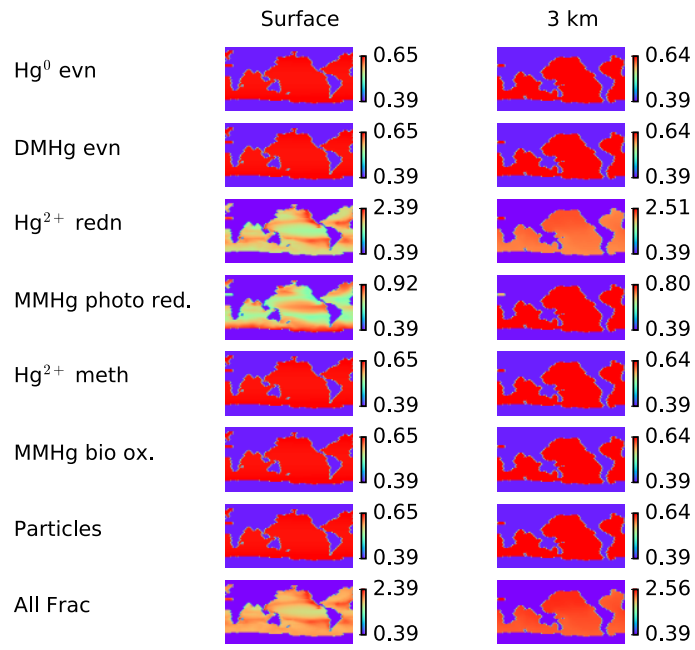 Surface 3 km
Hg⁰ evn 0.65 0.64
0.39 0.39
DMHg evn 0.65 0.64
0.39 0.39
Hg²⁺ redn 2.39 2.51
0.39 0.39
MMHg photo red. 0.92 0.80
0.39 0.39
Hg²⁺ meth 0.65 0.64
0.39 0.39
MMHg bio ox. 0.65 0.64
0.39 0.39
Particles 0.65 0.64
0.39 0.39
All Frac 2.39 2.56
0.39 0.39